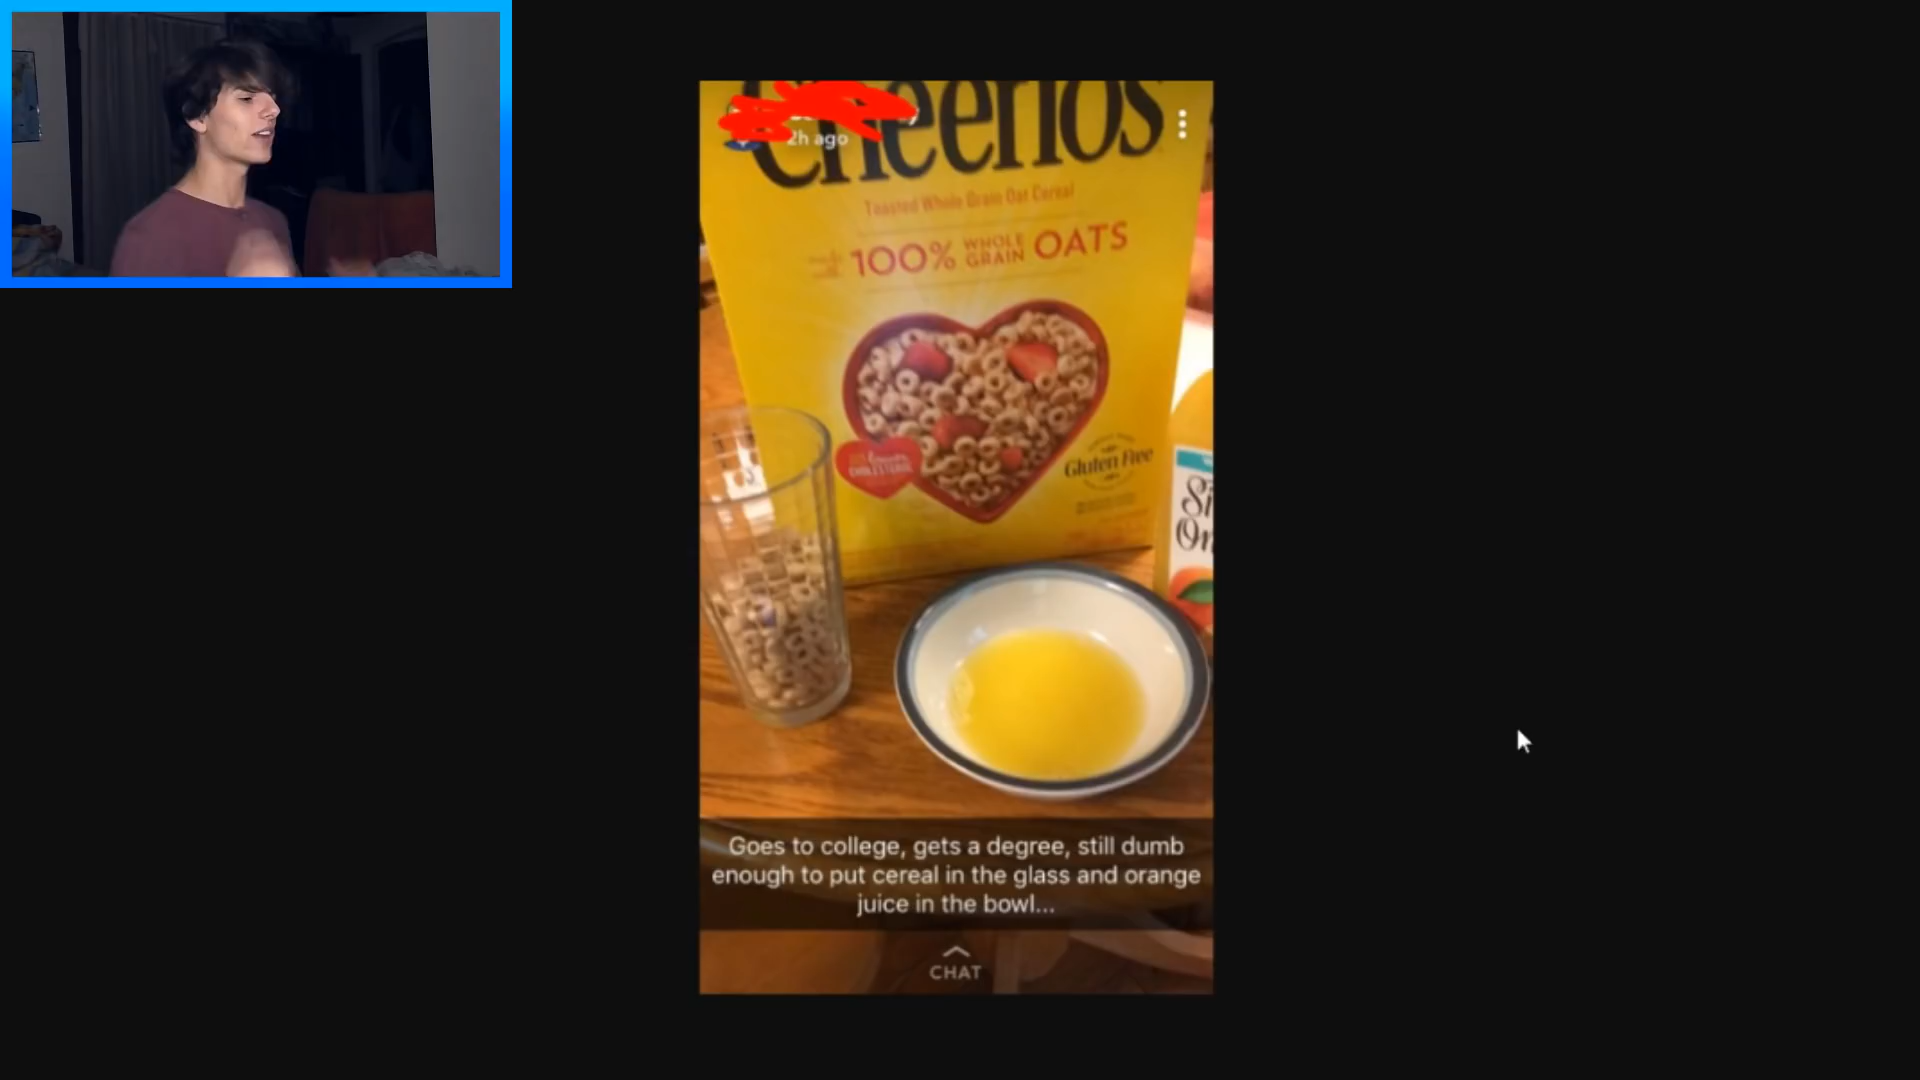 Cheerios
2h ago
Toasted Whole Grain Oat Cereal
100% WHOLE GRAIN OATS
CHOLESTEROL
Gluten Free
Goes to college, gets a degree, still dumb
enough to put cereal in the glass and orange
juice in the bowl...
CHAT